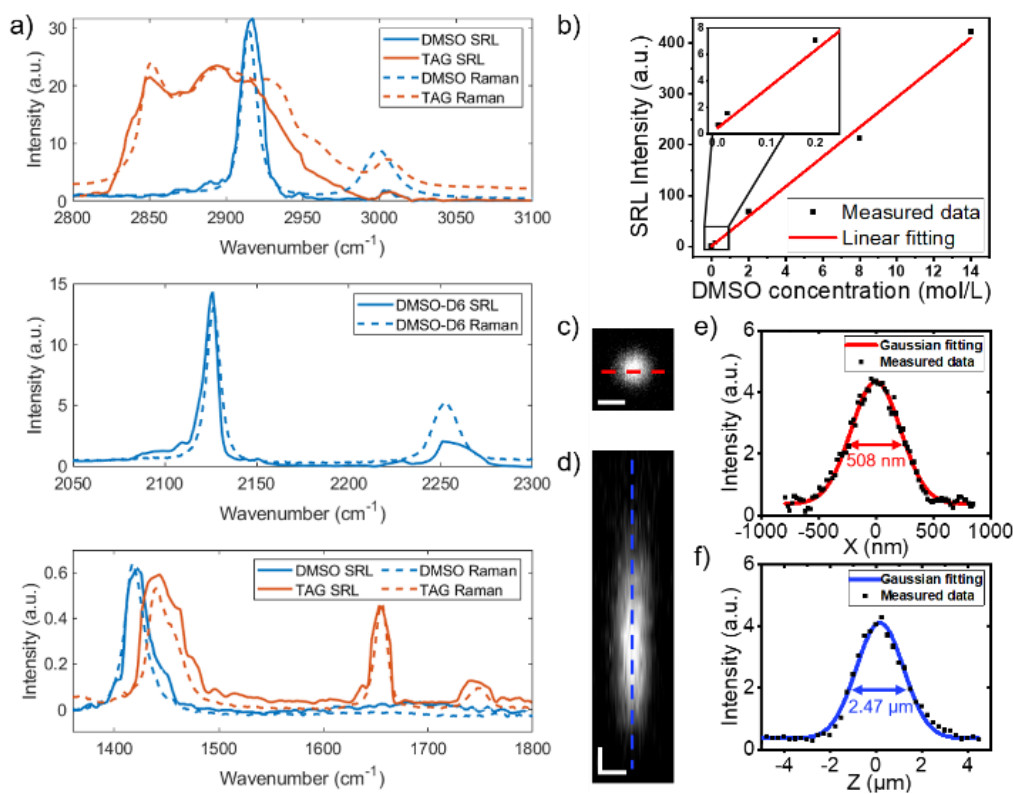 a)
30
20
10
0
Intensity (a.u.)
DMSO SRL
TAG SRL
DMSO Raman
TAG Raman
2800 2850 2900 2950 3000 3050 3100
Wavenumber (cm⁻¹)
15
10
5
0
Intensity (a.u.)
DMSO-D6 SRL
DMSO-D6 Raman
2050 2100 2150 2200 2250 2300
Wavenumber (cm⁻¹)
0.6
0.4
0.2
0
Intensity (a.u.)
DMSO SRL DMSO Raman
TAG SRL TAG Raman
1400 1500 1600 1700 1800
Wavenumber (cm⁻¹)
b)
400
300
200
100
0
SRL Intensity (a.u.)
8
6
4
2
0
0.0 0.1 0.2
Measured data
Linear fitting
0 2 4 6 8 10 12 14
DMSO concentration (mol/L)
c)
d)
e)
6
4
2
0
Intensity (a.u.)
Gaussian fitting
Measured data
508 nm
-1000 -500 0 500 1000
X (nm)
f)
6
4
2
0
Intensity (a.u.)
Gaussian fitting
Measured data
2.47 μm
-4 -2 0 2 4
Z (μm)